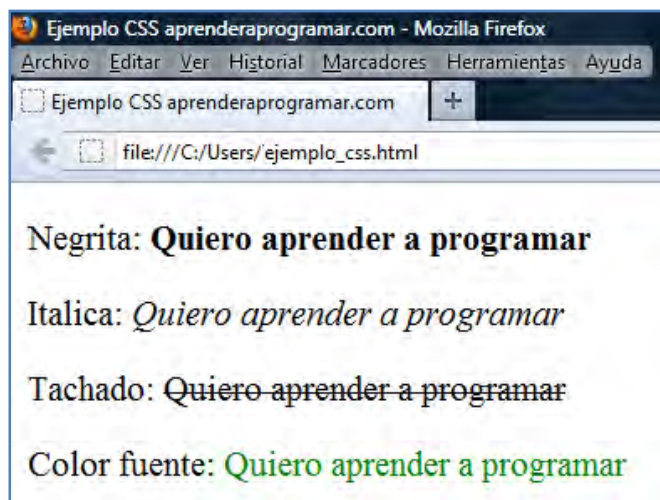 Ejemplo CSS aprenderaprogramar.com - Mozilla Firefox
Archivo Editar Ver Historial Marcadores Herramientas Ayuda
Ejemplo CSS aprenderaprogramar.com +
file:///C:/Users/ejemplo_css.html
Negrita: Quiero aprender a programar
Italica: Quiero aprender a programar
Tachado: Quiero aprender a programar
Color fuente: Quiero aprender a programar